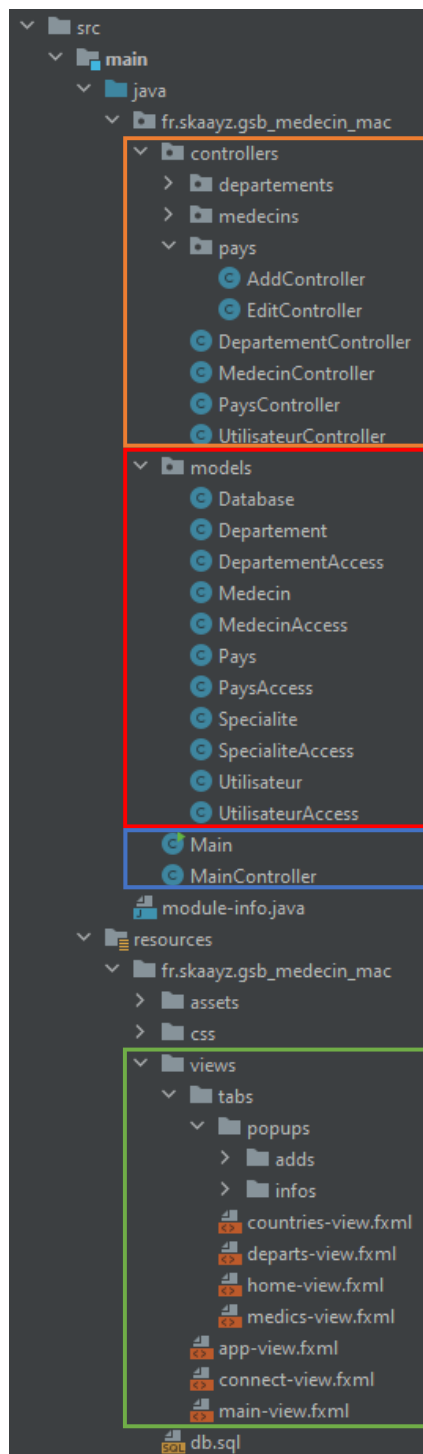 src
main
java
fr.skaayz.gsb_medecin_mac
controllers
departements
medecins
pays
AddController
EditController
DepartementController
MedecinController
PaysController
UtilisateurController
models
Database
Departement
DepartementAccess
Medecin
MedecinAccess
Pays
PaysAccess
Specialite
SpecialiteAccess
Utilisateur
UtilisateurAccess
Main
MainController
module-info.java
resources
fr.skaayz.gsb_medecin_mac
assets
css
views
tabs
popups
adds
infos
countries-view.fxml
departs-view.fxml
home-view.fxml
medics-view.fxml
app-view.fxml
connect-view.fxml
main-view.fxml
db.sql